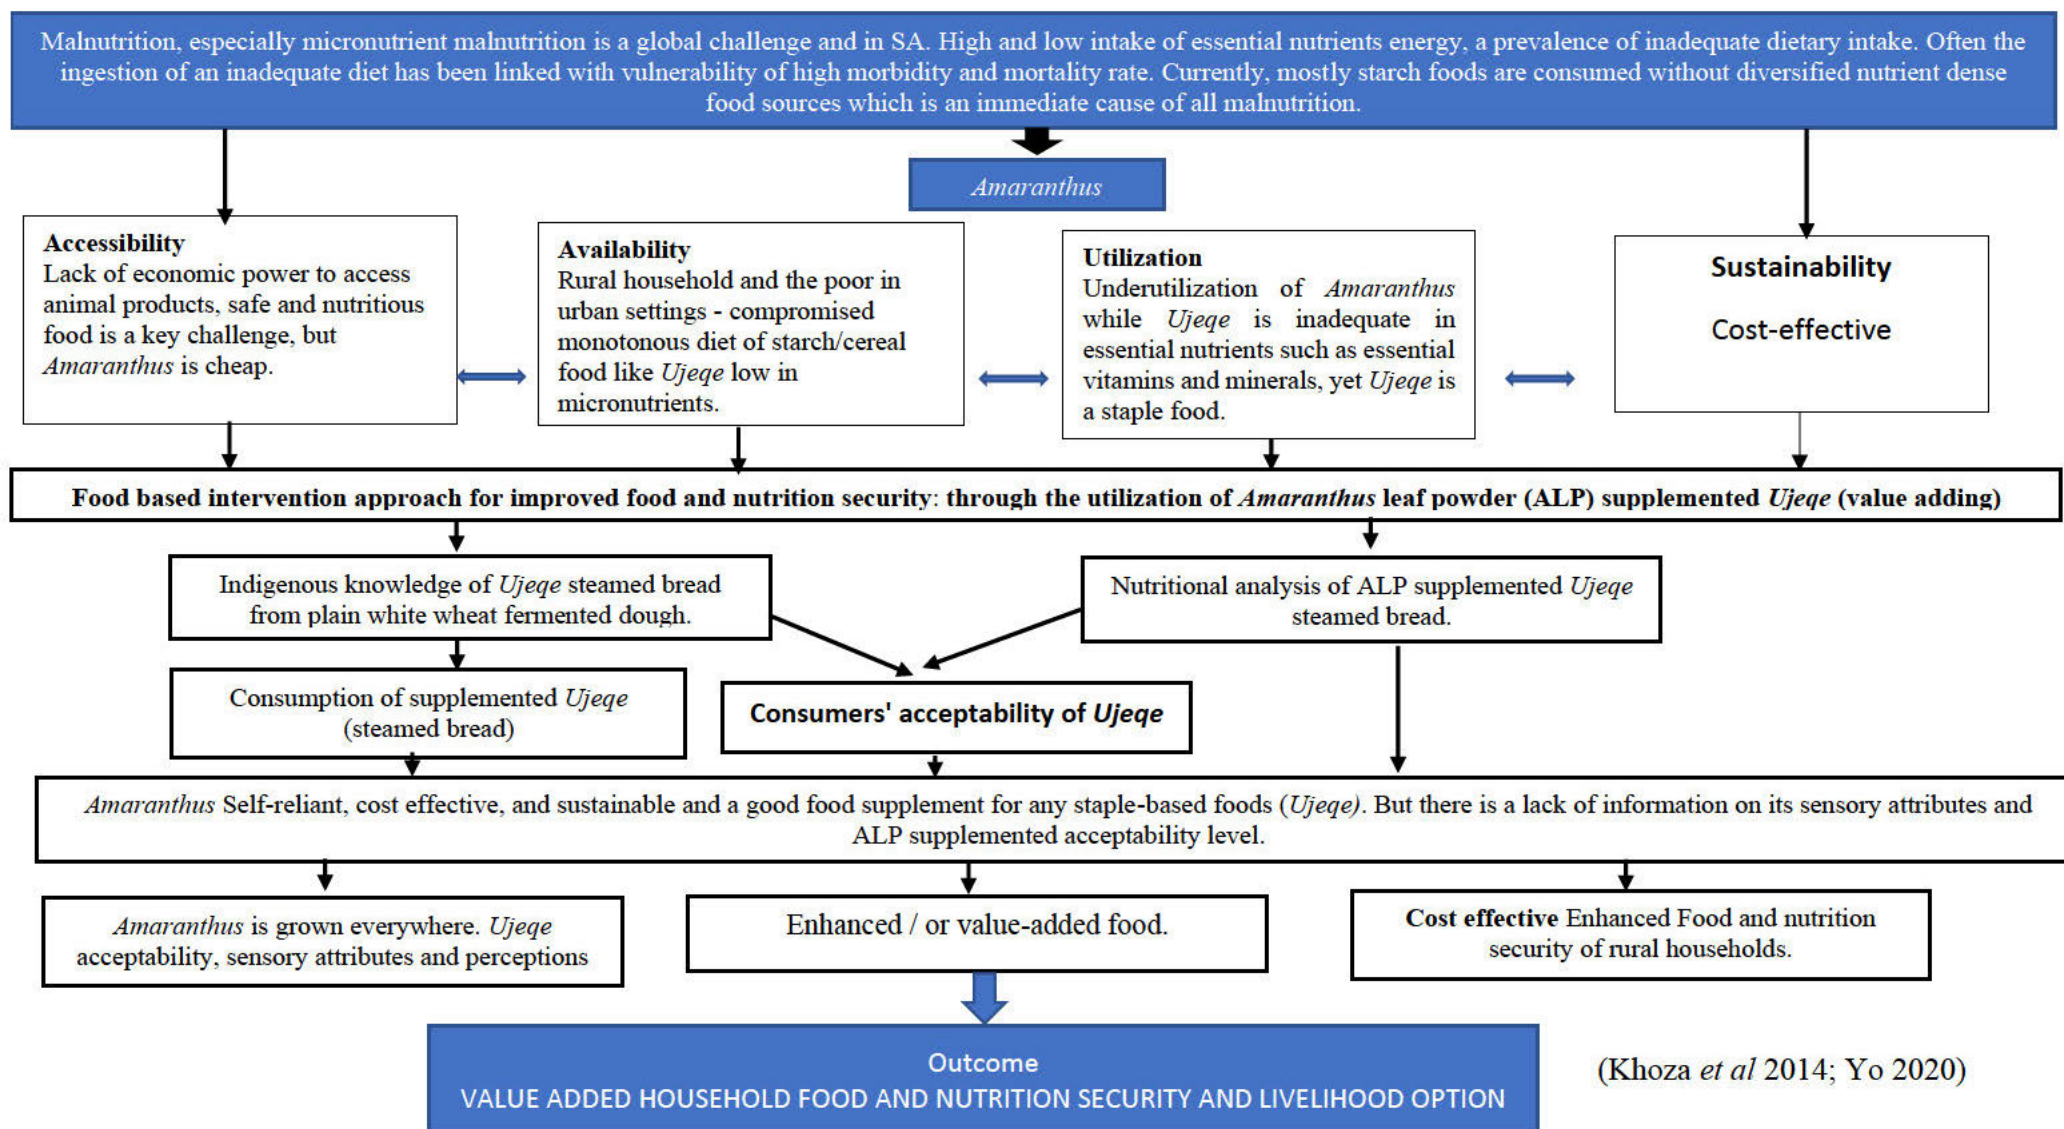 Malnutrition, especially micronutrient malnutrition is a global challenge and in SA. High and low intake of essential nutrients energy, a prevalence of inadequate dietary intake. Often the
ingestion of an inadequate diet has been linked with vulnerability of high morbidity and mortality rate. Currently, mostly starch foods are consumed without diversified nutrient dense
food sources which is an immediate cause of all malnutrition.
Amaranthus
Accessibility
Lack of economic power to access
animal products, safe and nutritious
food is a key challenge, but
Amaranthus is cheap.
Availability
Rural household and the poor in
urban settings - compromised
monotonous diet of starch/cereal
food like Ujeqe low in
micronutrients.
Utilization
Underutilization of Amaranthus
while Ujeqe is inadequate in
essential nutrients such as essential
vitamins and minerals, yet Ujeqe is
a staple food.
Sustainability
Cost-effective
Food based intervention approach for improved food and nutrition security: through the utilization of Amaranthus leaf powder (ALP) supplemented Ujeqe (value adding)
Indigenous knowledge of Ujeqe steamed bread
from plain white wheat fermented dough.
Nutritional analysis of ALP supplemented Ujeqe
steamed bread.
Consumption of supplemented Ujeqe
(steamed bread)
Consumers' acceptability of Ujeqe
Amaranthus Self-reliant, cost effective, and sustainable and a good food supplement for any staple-based foods (Ujeqe). But there is a lack of information on its sensory attributes and
ALP supplemented acceptability level.
Amaranthus is grown everywhere. Ujeqe
acceptability, sensory attributes and perceptions
Enhanced / or value-added food.
Cost effective Enhanced Food and nutrition
security of rural households.
Outcome
VALUE ADDED HOUSEHOLD FOOD AND NUTRITION SECURITY AND LIVELIHOOD OPTION
(Khoza et al 2014; Yo 2020)